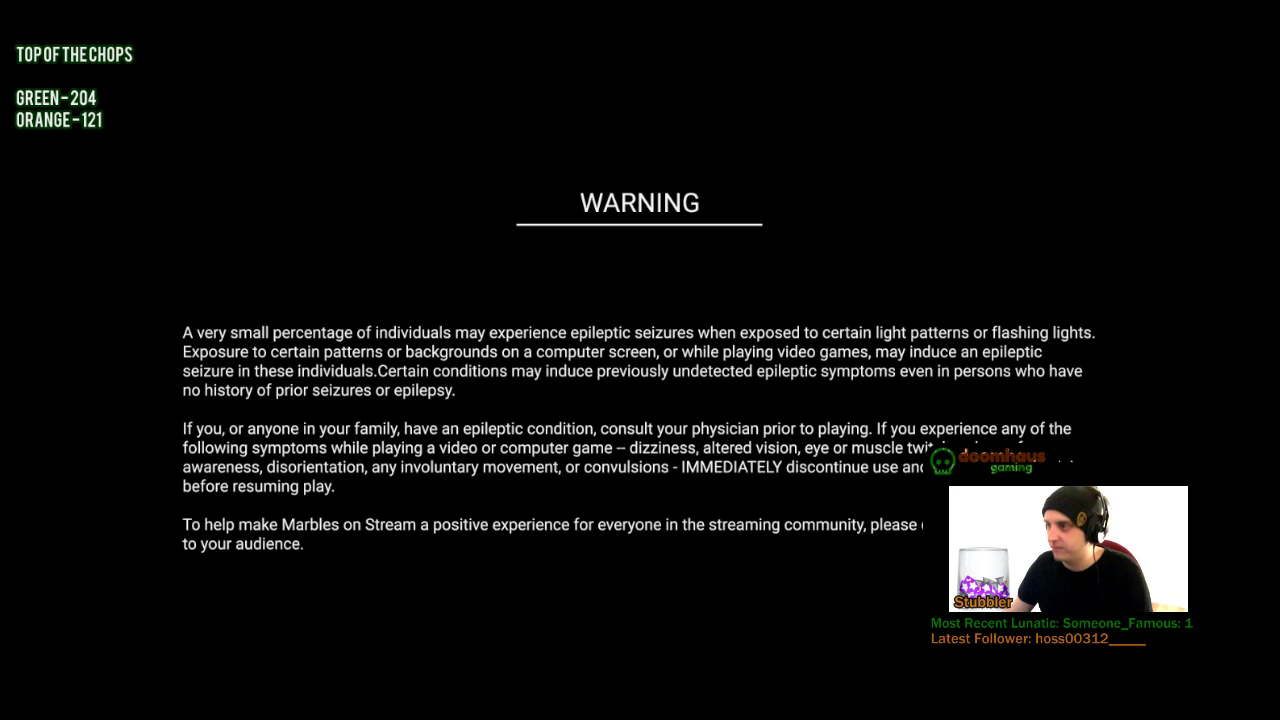 TOP OF THE CHOPS
GREEN - 204
ORANGE - 121
WARNING
A very small percentage of individuals may experience epileptic seizures when exposed to certain light patterns or flashing lights.
Exposure to certain patterns or backgrounds on a computer screen, or while playing video games, may induce an epileptic
seizure in these individuals.Certain conditions may induce previously undetected epileptic symptoms even in persons who have
no history of prior seizures or epilepsy.
If you, or anyone in your family, have an epileptic condition, consult your physician prior to playing. If you experience any of the
following symptoms while playing a video or computer game -- dizziness, altered vision, eye or muscle
awareness, disorientation, any involuntary movement, or convulsions - IMMEDIATELY discontinue use
before resuming play.
To help make Marbles on Stream a positive experience for everyone in the streaming community, please
to your audience.
doomhaus
gaming
Stubbler
Most Recent Lunatic: Someone_Famous: 1
Latest Follower: hoss00312_____